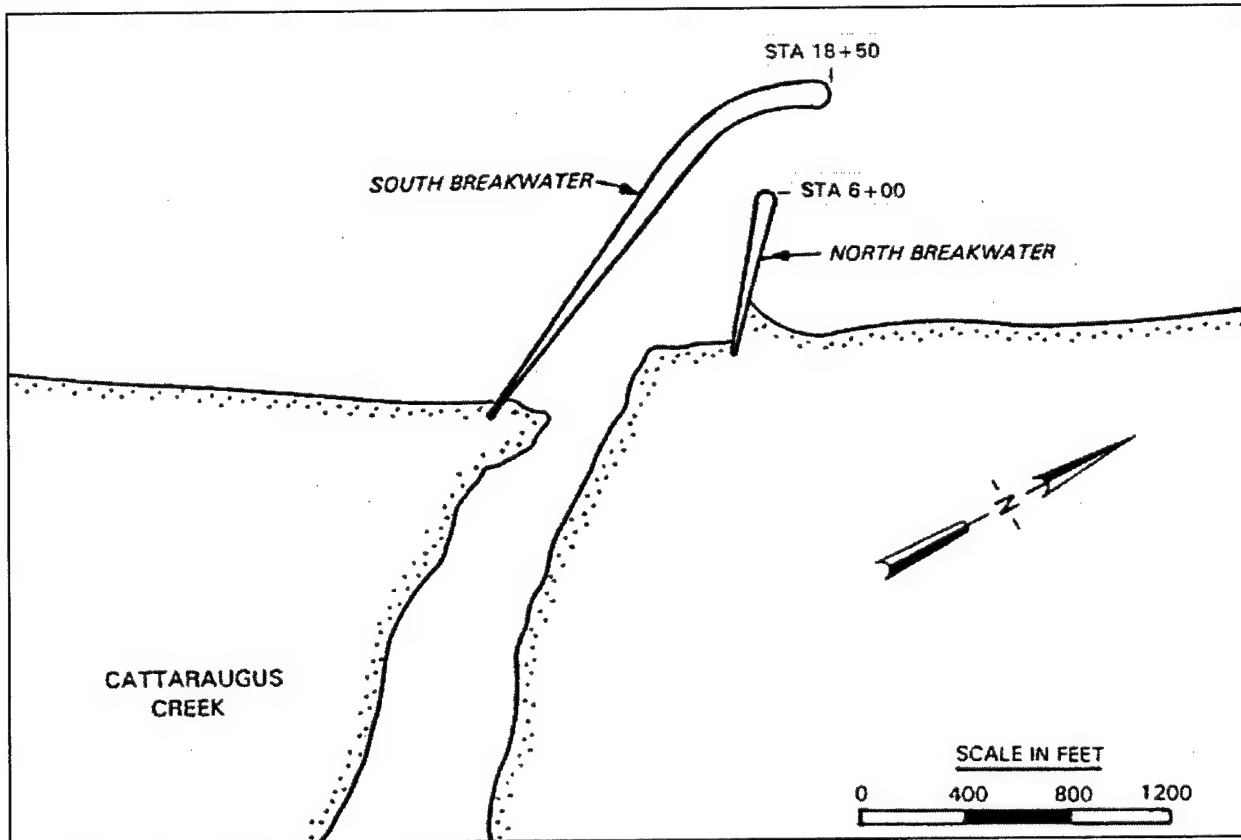 STA 18+50
SOUTH BREAKWATER
STA 6+00
NORTH BREAKWATER
N
CATTARAUGUS
CREEK
SCALE IN FEET
0 400 800 1200